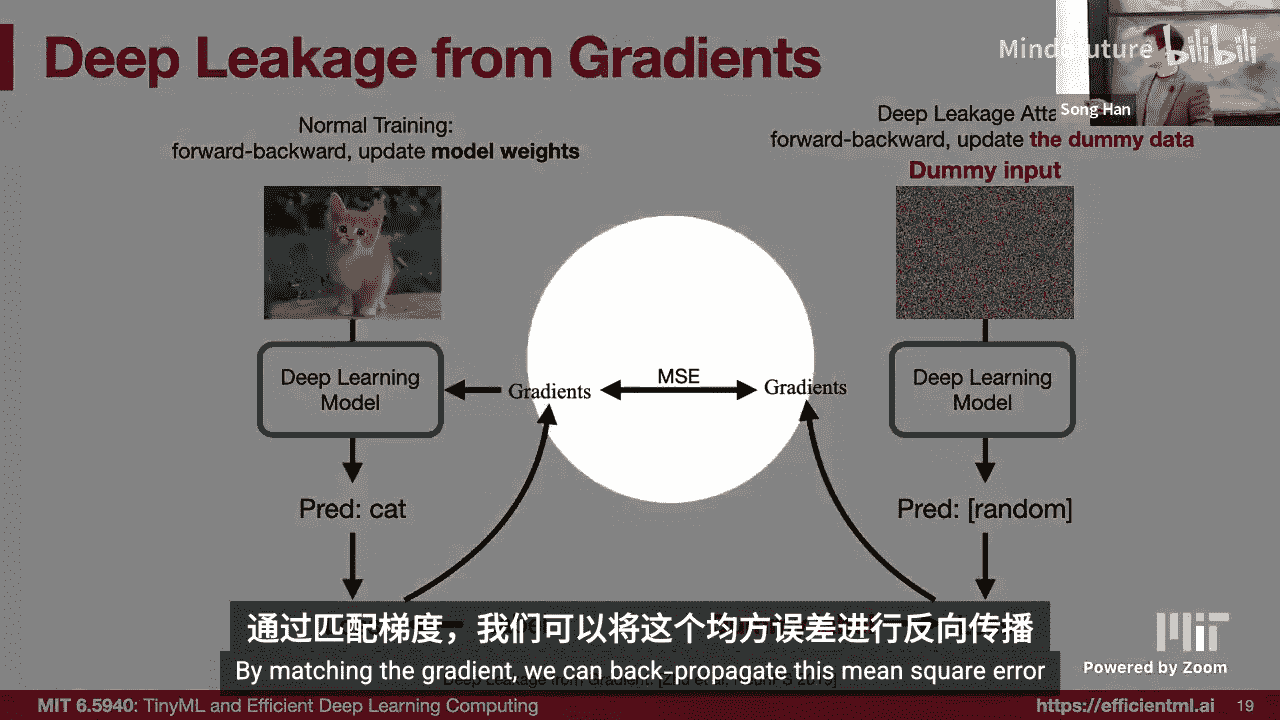 Deep Leakage from Gradients
MindsFuture bilibili
Song Han
Normal Training:
forward-backward, update model weights
Deep Leakage Atta
forward-backward, update the dummy data
Dummy input
Deep Learning
Model
Gradients
MSE
Gradients
Deep Learning
Model
Pred: cat
Pred: [random]
通过匹配梯度，我们可以将这个均方误差进行反向传播
By matching the gradient, we can back-propagate this mean square error
MIT
Powered by Zoom
MIT 6.5940: TinyML and Efficient Deep Learning Computing
https://efficientml.ai
19